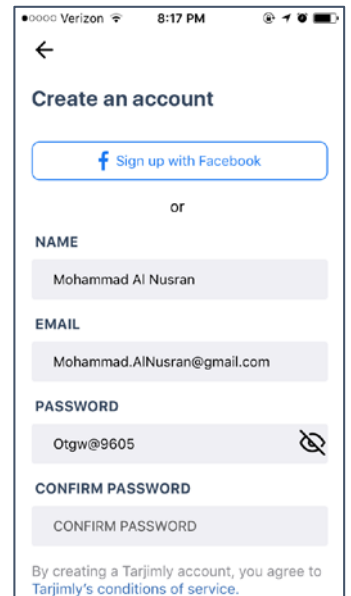 Verizon 8:17 PM
Create an account
Sign up with Facebook
or
NAME
Mohammad Al Nusran
EMAIL
Mohammad.AlNusran@gmail.com
PASSWORD
Otgw@9605
CONFIRM PASSWORD
CONFIRM PASSWORD
By creating a Tarjimly account, you agree to
Tarjimly's conditions of service.